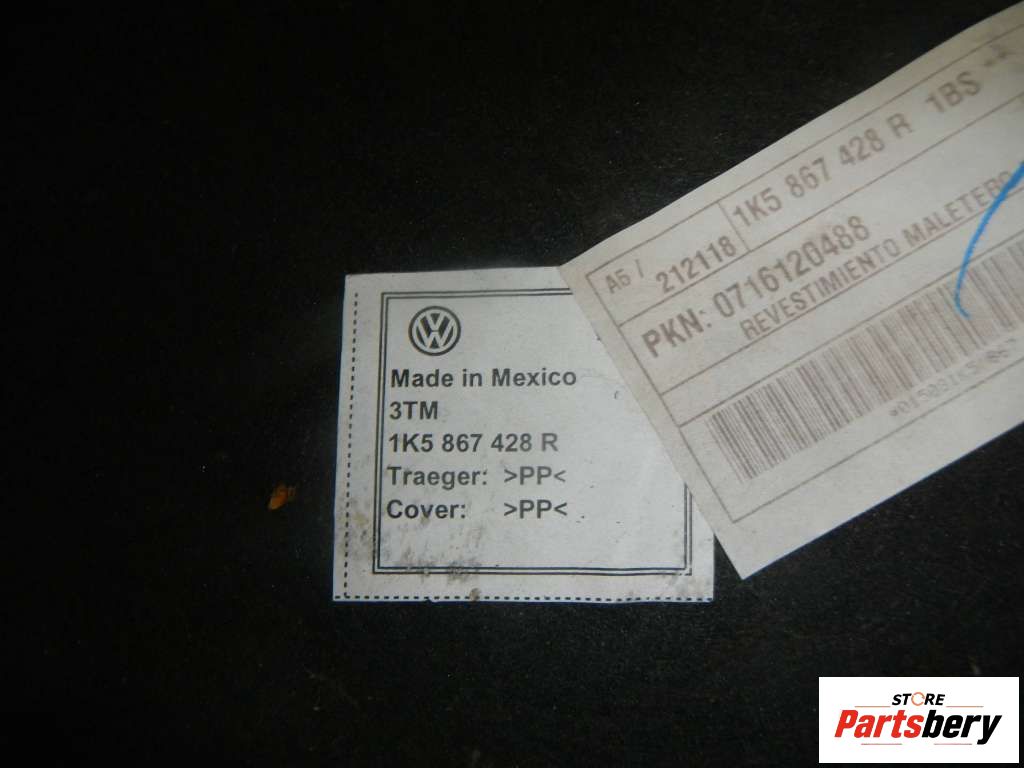 VW
Made in Mexico
3TM
1K5 867 428 R
Traeger: >PP<
Cover: >PP<
212118
1K5 867 428 R 1BS
PKN: 0716120488
REVESTIMIENTO MALETERO
STORE
Partsbery